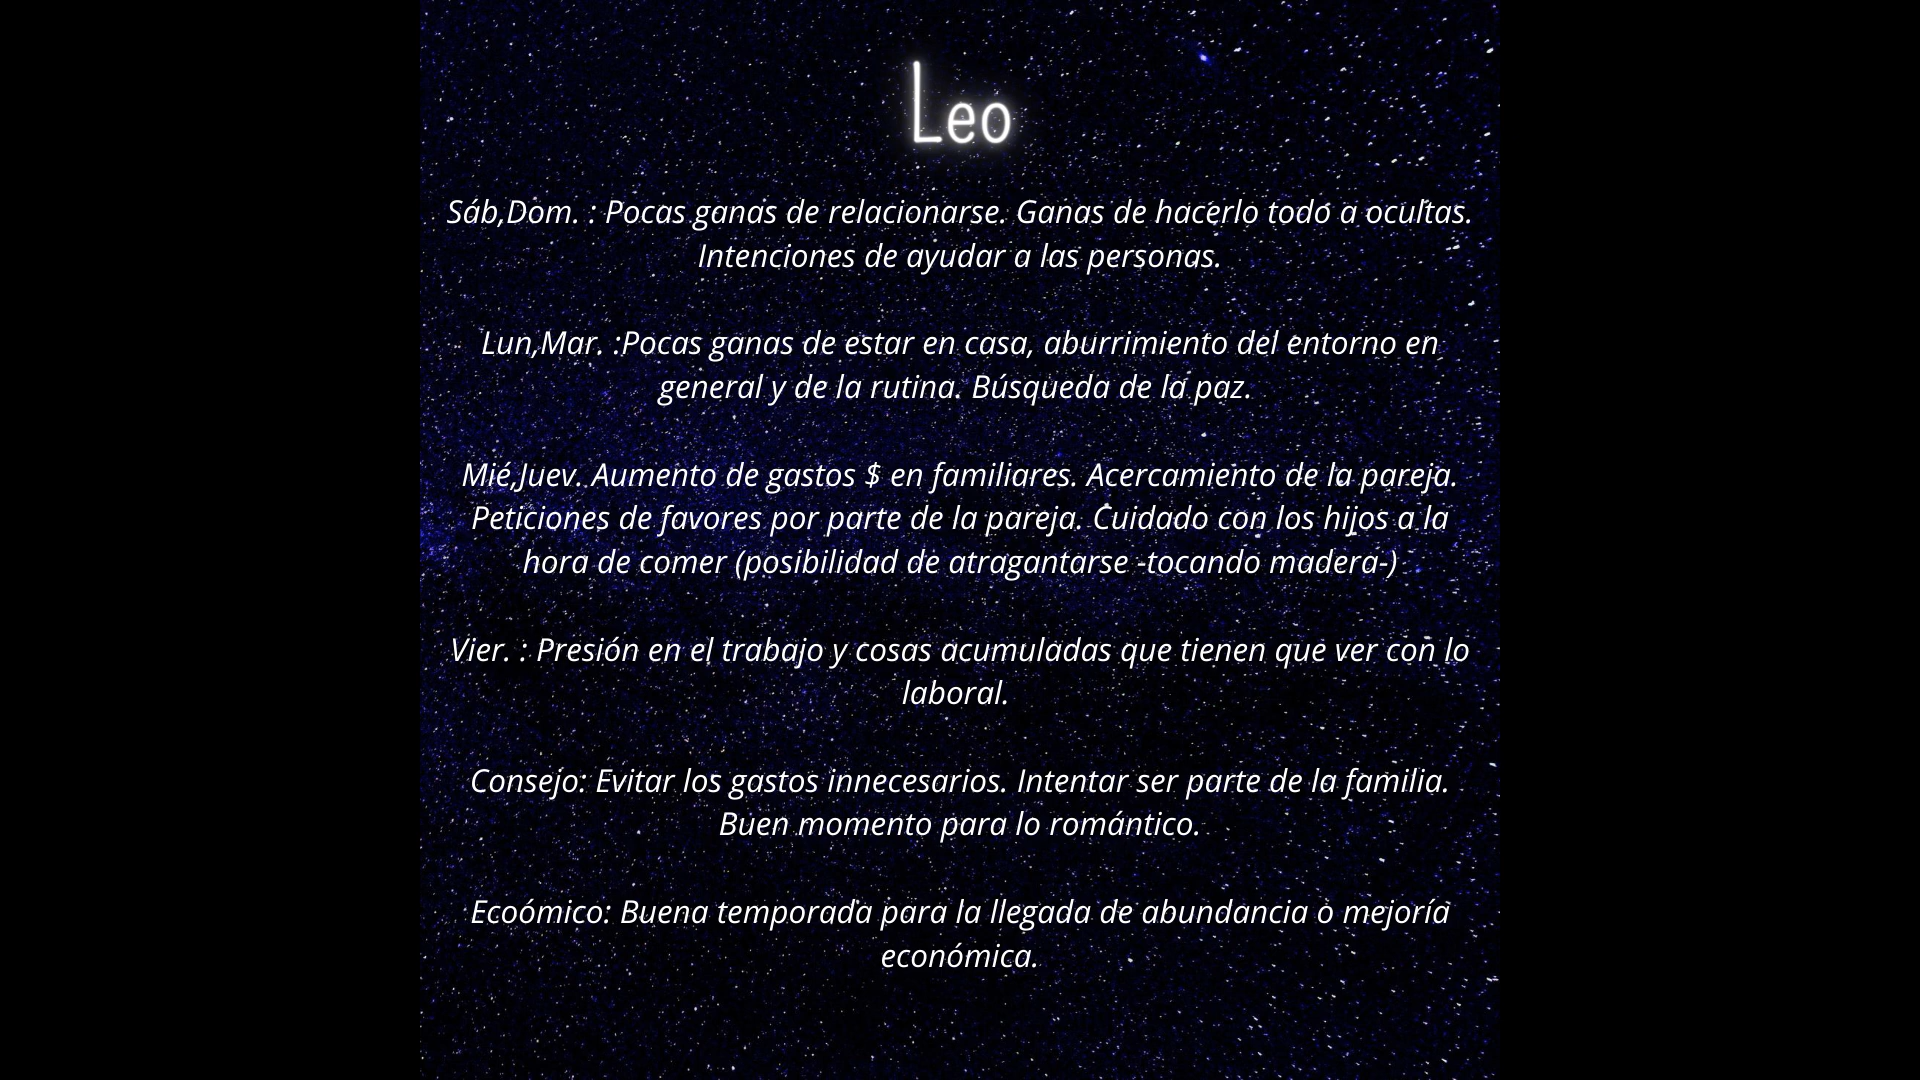 Leo
Sáb,Dom. : Pocas ganas de relacionarse. Ganas de hacerlo todo a ocultas.
Intenciones de ayudar a las personas.
Lun,Mar. :Pocas ganas de estar en casa, aburrimiento del entorno en
general y de la rutina. Búsqueda de la paz.
Mié,Juev. Aumento de gastos $ en familiares. Acercamiento de la pareja.
Peticiones de favores por parte de la pareja. Cuidado con los hijos a la
hora de comer (posibilidad de atragantarse -tocando madera-)
Vier. : Presión en el trabajo y cosas acumuladas que tienen que ver con lo
laboral.
Consejo: Evitar los gastos innecesarios. Intentar ser parte de la familia.
Buen momento para lo romántico.
Ecoómico: Buena temporada para la llegada de abundancia o mejoría
económica.